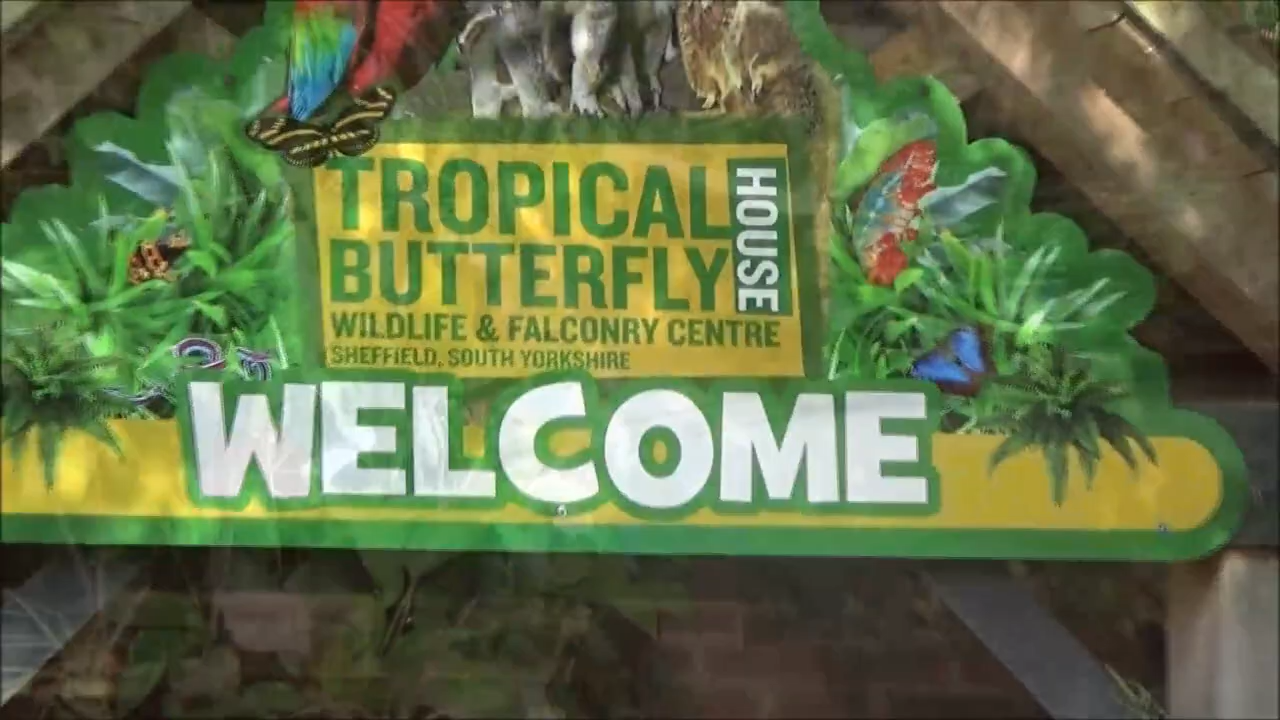 TROPICAL
BUTTERFLY
HOUSE
WILDLIFE & FALCONRY CENTRE
SHEFFIELD, SOUTH YORKSHIRE
WELCOME